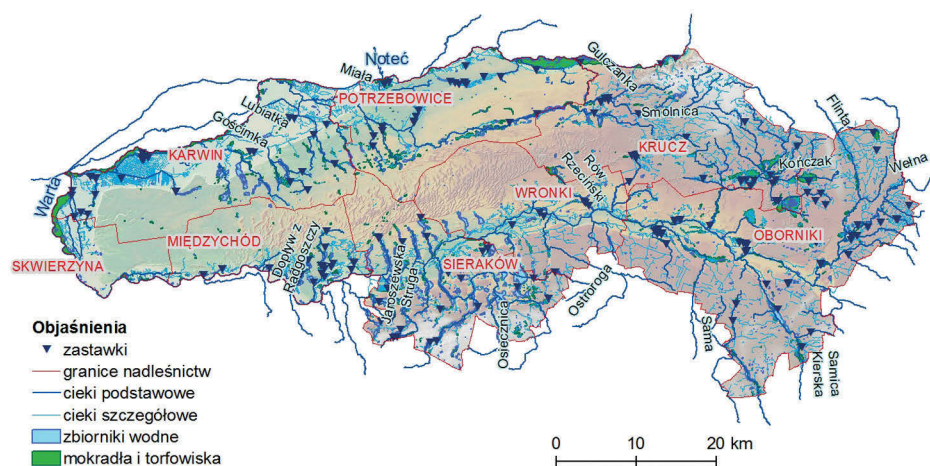 Noteć
Miała
Gulczanka
POTRZEBOWICE
Lubiatka
Gościmka
Smolnica
Flinta
KARWIN
KRUCZ
Kończak
Wełna
Warta
WRONKI
Rów
Rzeciński
MIĘDZYCHÓD
OBORNIKI
SKWIERZYNA
SIERAKÓW
Dopływ z
Radgoszczy
Jaroszewska
Struga
Osiecznica
Ostroroga
Sama
Samica
Kierska
Objaśnienia
zastawki
granice nadleśnictw
cieki podstawowe
cieki szczegółowe
zbiorniki wodne
mokradła i torfowiska
0 10 20 km